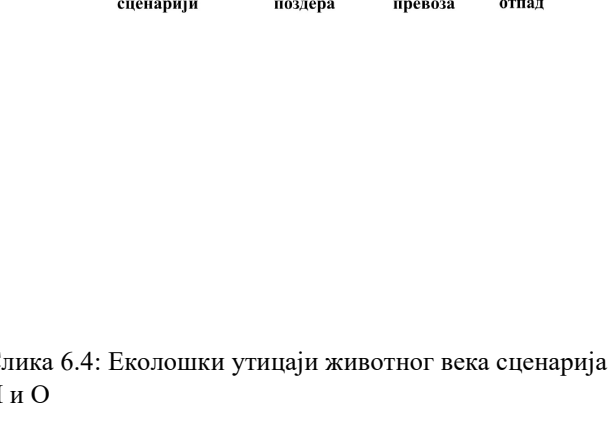 сценарији поздера превоза отпад
лика 6.4: Еколошки утицаји животног века сценарија
и О